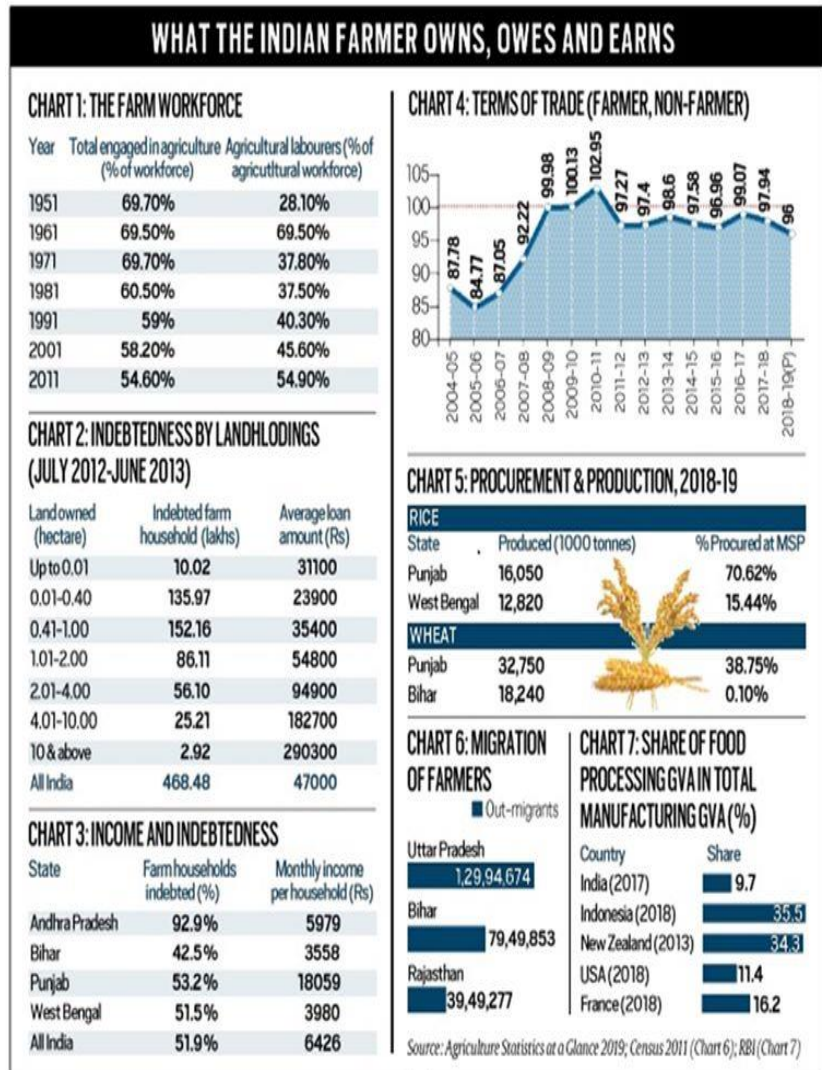 WHAT THE INDIAN FARMER OWNS, OWES AND EARNS
CHART 1: THE FARM WORKFORCE
Year Total engaged in agriculture Agricultural labourers (% of
(% of workforce) agricutltural workforce)
1951 69.70% 28.10%
1961 69.50% 69.50%
1971 69.70% 37.80%
1981 60.50% 37.50%
1991 59% 40.30%
2001 58.20% 45.60%
2011 54.60% 54.90%
CHART 2: INDEBTEDNESS BY LANDHLODINGS
(JULY 2012-JUNE 2013)
Land owned Indebted farm Average loan
(hectare) household (lakhs) amount (Rs)
Up to 0.01 10.02 31100
0.01-0.40 135.97 23900
0.41-1.00 152.16 35400
1.01-2.00 86.11 54800
2.01-4.00 56.10 94900
4.01-10.00 25.21 182700
10 & above 2.92 290300
All India 468.48 47000
CHART 3: INCOME AND INDEBTEDNESS
State Farm households Monthly income
indebted (%) per household (Rs)
Andhra Pradesh 92.9% 5979
Bihar 42.5% 3558
Punjab 53.2% 18059
West Bengal 51.5% 3980
All India 51.9% 6426
CHART 4: TERMS OF TRADE (FARMER, NON-FARMER)
105
100
95
90
85
80
87.78
84.77
87.05
92.22
99.98
100.13
102.95
97.27
97.4
98.6
97.58
96.96
99.07
97.94
96
2004-05
2005-06
2006-07
2007-08
2008-09
2009-10
2010-11
2011-12
2012-13
2013-14
2014-15
2015-16
2016-17
2017-18
2018-19(P)
CHART 5: PROCUREMENT & PRODUCTION, 2018-19
RICE
State Produced (1000 tonnes) % Procured at MSP
Punjab 16,050 70.62%
West Bengal 12,820 15.44%
WHEAT
Punjab 32,750 38.75%
Bihar 18,240 0.10%
CHART 6: MIGRATION
OF FARMERS
Out-migrants
Uttar Pradesh
1,29,94,674
Bihar
79,49,853
Rajasthan
39,49,277
CHART 7: SHARE OF FOOD
PROCESSING GVA IN TOTAL
MANUFACTURING GVA (%)
Country Share
India (2017) 9.7
Indonesia (2018) 35.5
New Zealand (2013) 34.3
USA (2018) 11.4
France (2018) 16.2
Source: Agriculture Statistics at a Glance 2019; Census 2011 (Chart 6); RBI (Chart 7)